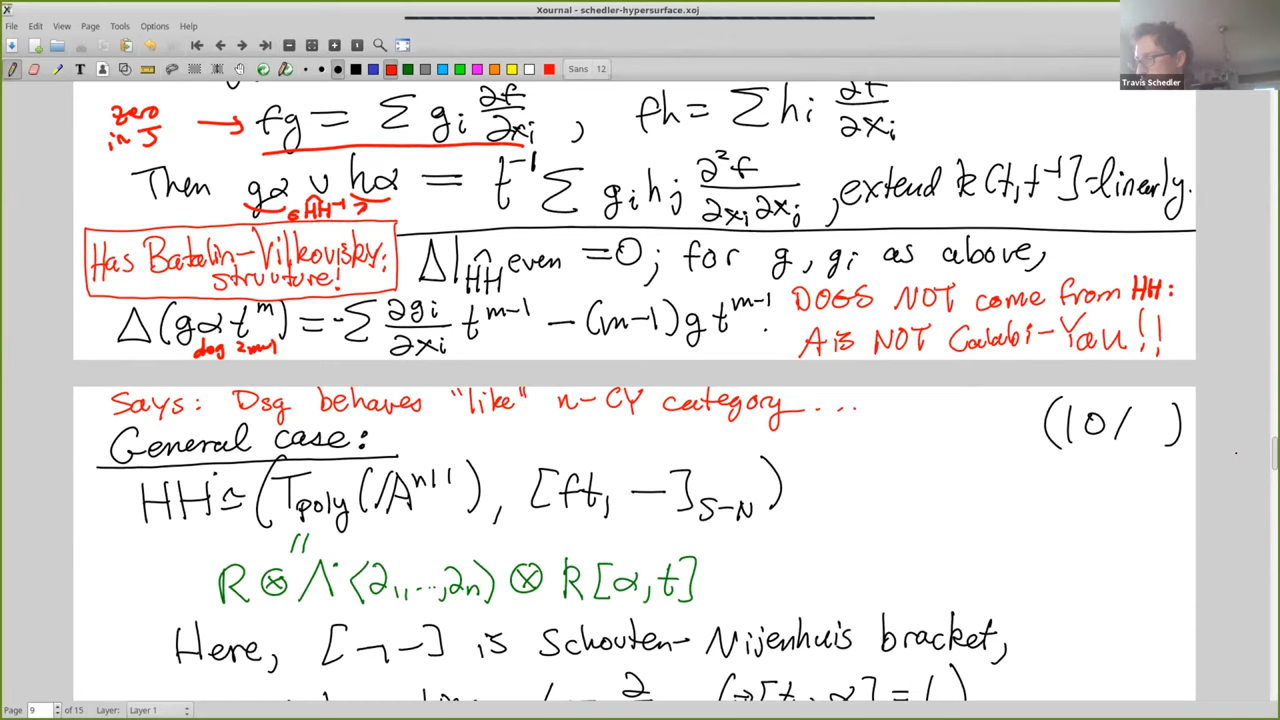 Xournal - schedler-hypersurface.xoj
File Edit View Page Tools Options Help
Sans 12
Travis Schedler
zero in J → fg = Σ gᵢ ∂f/∂xᵢ , fh = Σ hᵢ ∂f/∂xᵢ
Then gα ∪ hα = t⁻¹ Σ gᵢ hⱼ ∂²f/∂xᵢ∂xⱼ , extend k[t,t⁻¹]-linearly.
Has Batalin-Vilkovisky structure!
Δ|ĤH even = 0; for g, gᵢ as above,
Δ(gαtᵐ) = -Σ ∂gᵢ/∂xᵢ tᵐ⁻¹ - (m-1) g tᵐ⁻¹.
deg 2m-1
DOES NOT come from HH:
A is NOT Calabi-Yau!!
Says: Dsg behaves "like" n-CY category...
(10/ )
General case:
HH˙ ≃ (Tpoly(𝔸ⁿ|¹), [ft, -]S-N)
"
R ⊗ Λ˙⟨∂₁,...,∂n⟩ ⊗ k[α,t]
Here, [-,-] is Schouten-Nijenhuis bracket,
Page 9 of 15 Layer: Layer 1